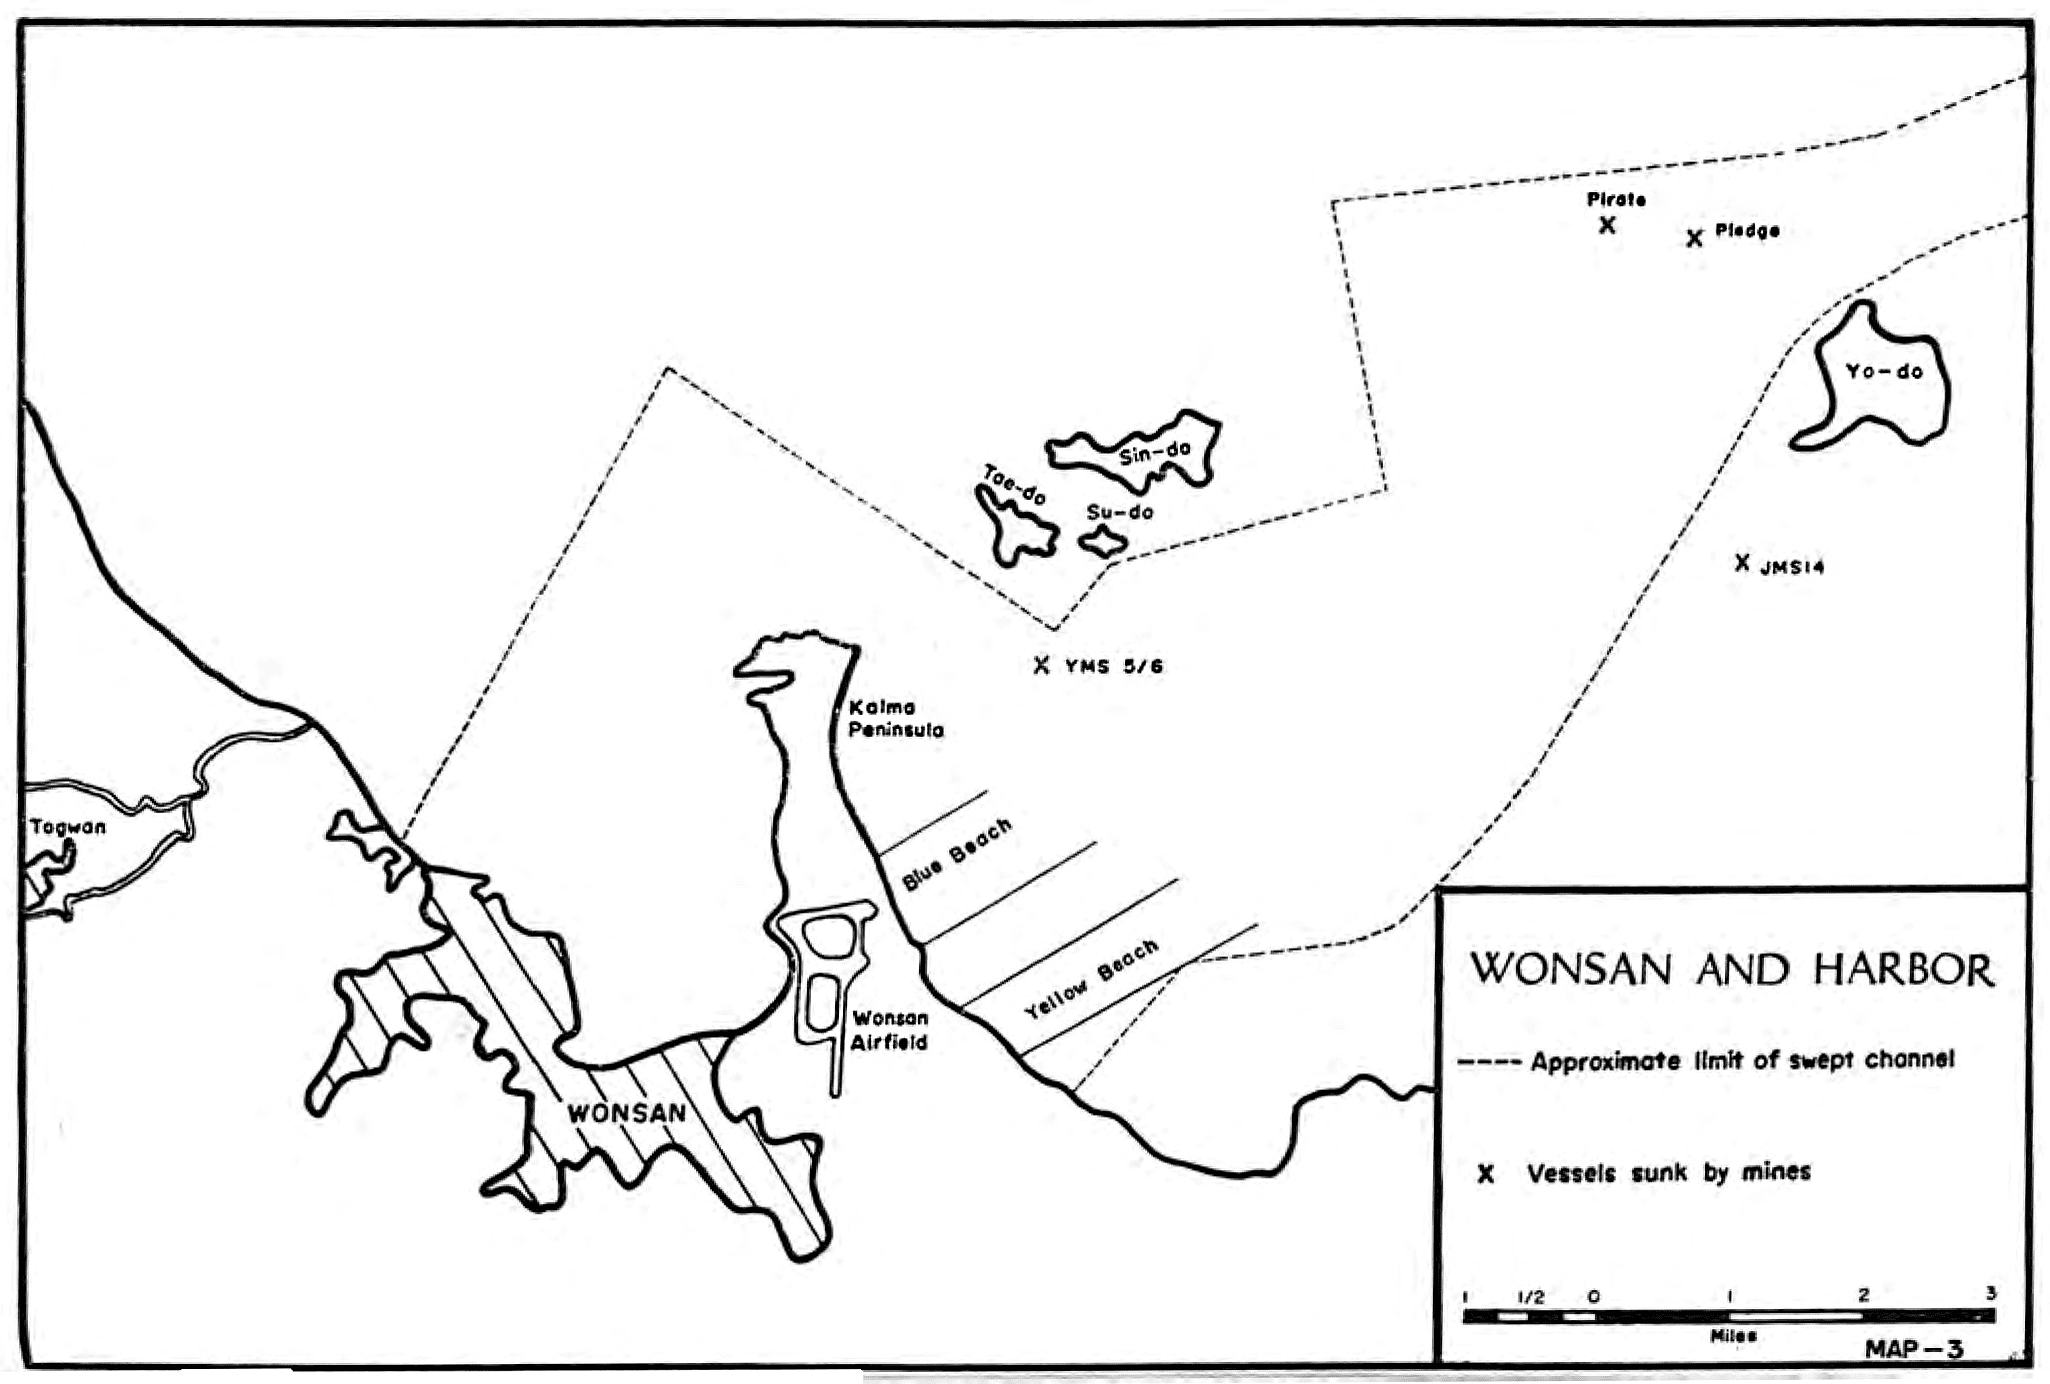 Pirate
Pledge
Yo-do
Sin-do
Tae-do
Su-do
JMS14
YMS 5/6
Kalma
Peninsula
Togwan
Blue Beach
Yellow Beach
Wonsan
Airfield
WONSAN
WONSAN AND HARBOR
---- Approximate limit of swept channel
X Vessels sunk by mines
1 1/2 0 1 2 3
Miles
MAP-3